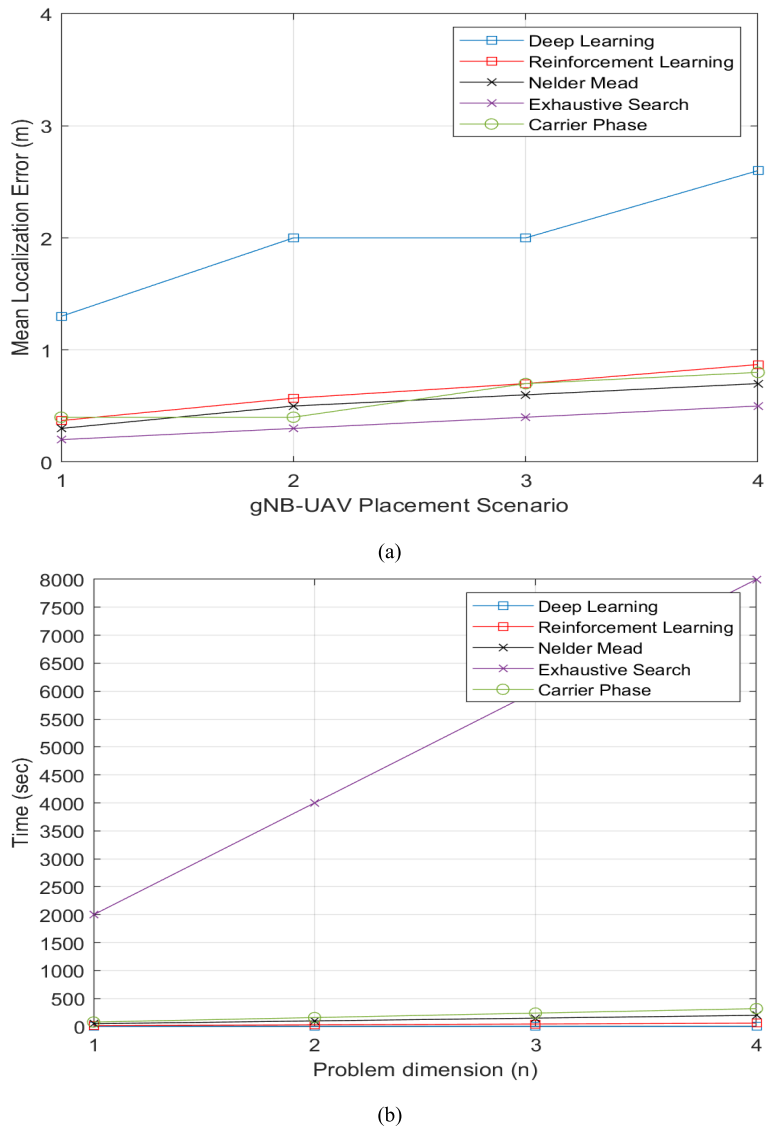 4
3
2
1
0
Mean Localization Error (m)
Deep Learning
Reinforcement Learning
Nelder Mead
Exhaustive Search
Carrier Phase
1 2 3 4
gNB-UAV Placement Scenario
(a)
8000
7500
7000
6500
6000
5500
5000
4500
4000
3500
3000
2500
2000
1500
1000
500
0
Time (sec)
Deep Learning
Reinforcement Learning
Nelder Mead
Exhaustive Search
Carrier Phase
1 2 3 4
Problem dimension (n)
(b)